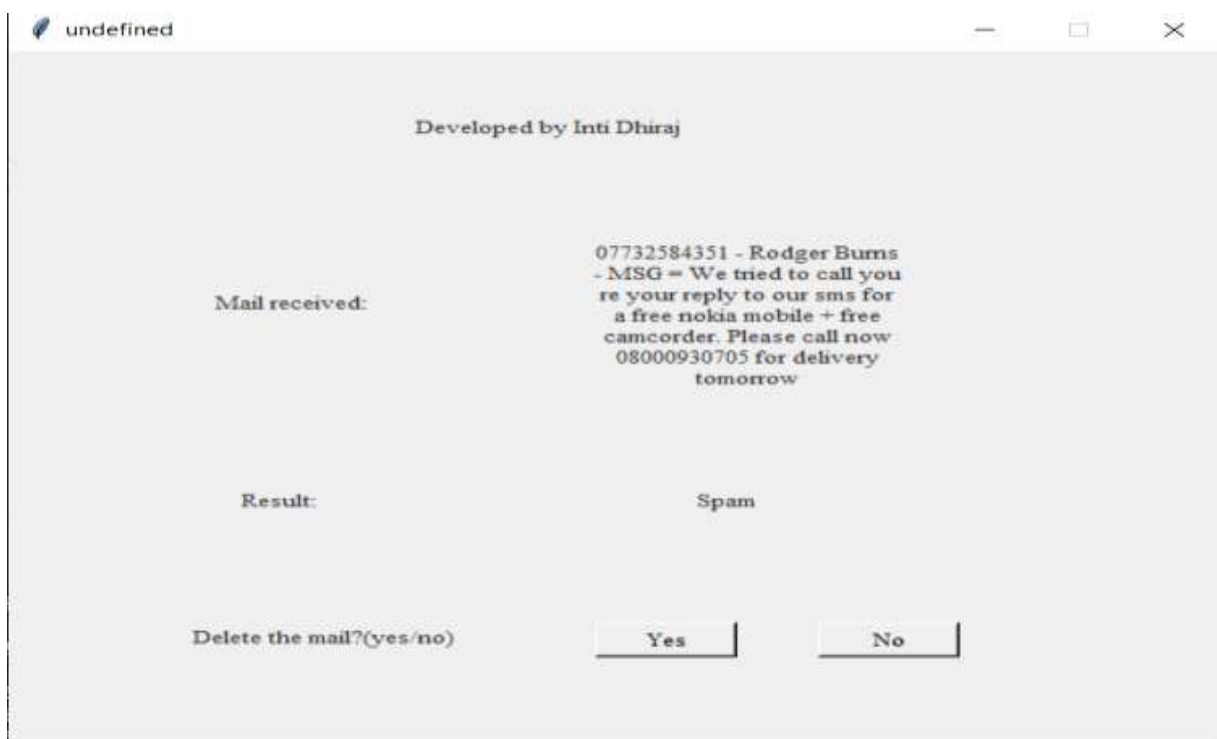 undefined
Developed by Inti Dhiraj
Mail received:
07732584351 - Rodger Burns
- MSG = We tried to call you
re your reply to our sms for
a free nokia mobile + free
camcorder. Please call now
08000930705 for delivery
tomorrow
Result:
Spam
Delete the mail?(yes/no)
Yes
No